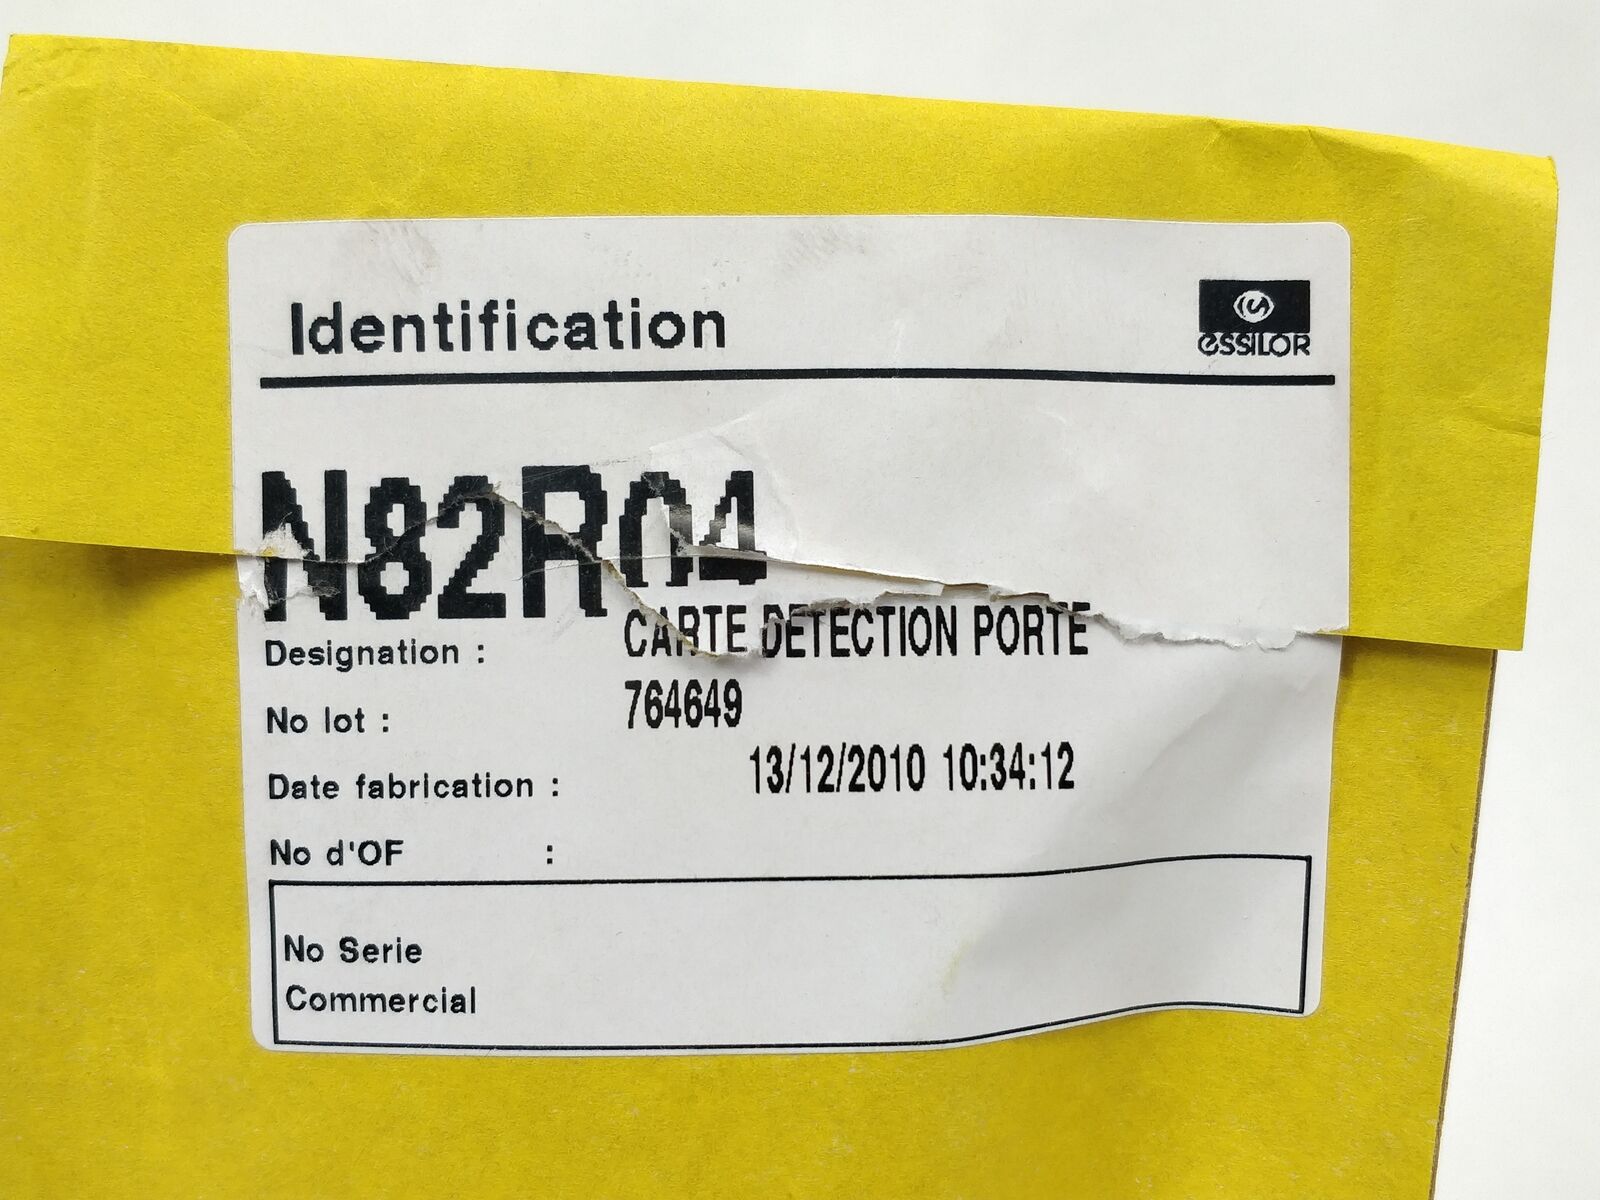 Identification
essilor
N82R04
Designation : CARTE DETECTION PORTE
No lot : 764649
Date fabrication : 13/12/2010 10:34:12
No d'OF :
No Serie
Commercial